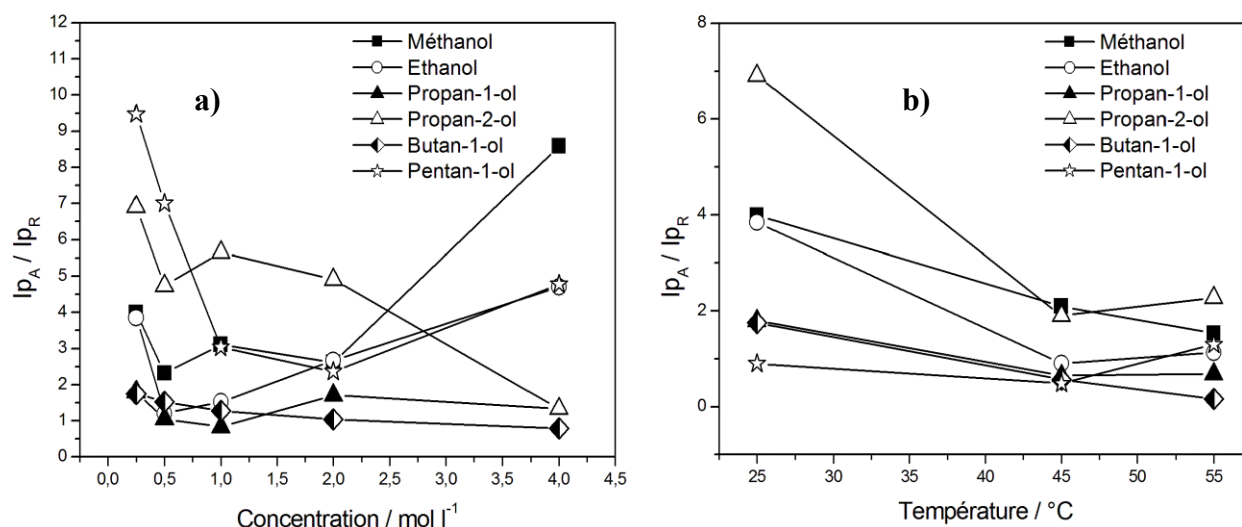 a)
Méthanol
Ethanol
Propan-1-ol
Propan-2-ol
Butan-1-ol
Pentan-1-ol
Ip_A / Ip_R
12
11
10
9
8
7
6
5
4
3
2
1
0
0,0 0,5 1,0 1,5 2,0 2,5 3,0 3,5 4,0 4,5
Concentration / mol l⁻¹
b)
Méthanol
Ethanol
Propan-1-ol
Propan-2-ol
Butan-1-ol
Pentan-1-ol
Ip_A / Ip_R
8
6
4
2
0
25 30 35 40 45 50 55
Température / °C